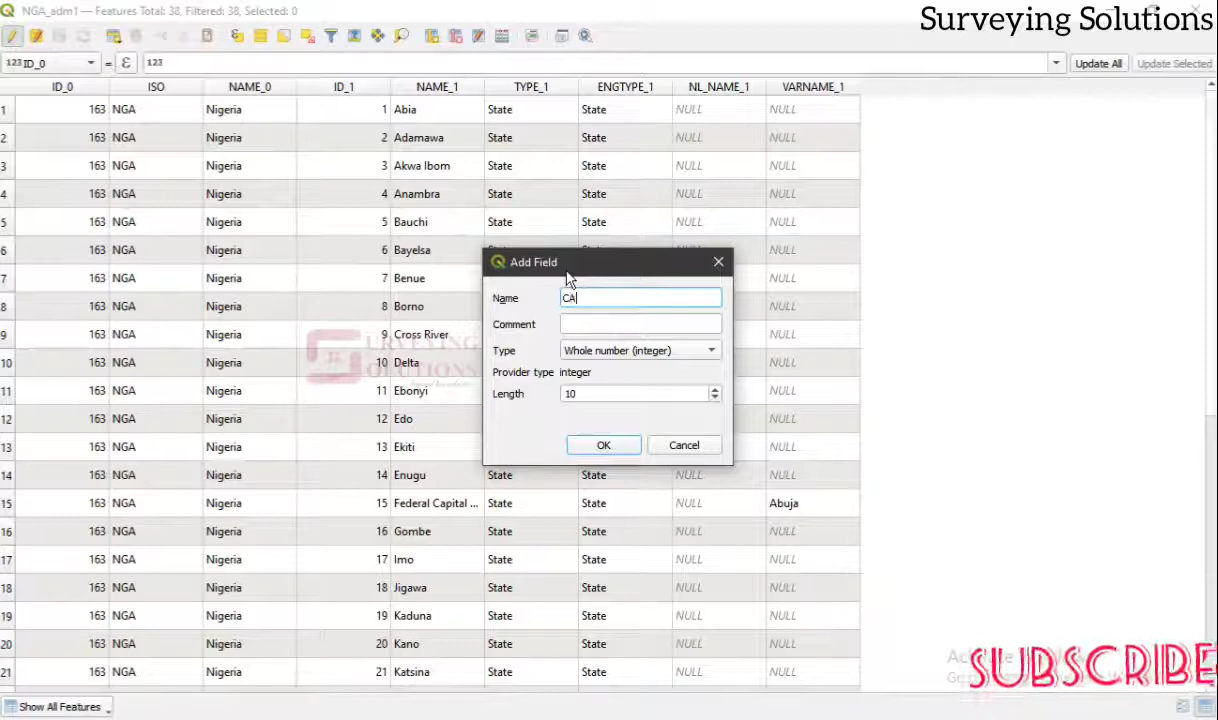 NGA_adm1 — Features Total: 38, Filtered: 38, Selected: 0
Surveying Solutions
123 ID_0 = ε 123 Update All Update Selected
ID_0 ISO NAME_0 ID_1 NAME_1 TYPE_1 ENGTYPE_1 NL_NAME_1 VARNAME_1
1 163 NGA Nigeria 1 Abia State State NULL NULL
2 163 NGA Nigeria 2 Adamawa State State NULL NULL
3 163 NGA Nigeria 3 Akwa Ibom State State NULL NULL
4 163 NGA Nigeria 4 Anambra State State NULL NULL
5 163 NGA Nigeria 5 Bauchi State State NULL NULL
6 163 NGA Nigeria 6 Bayelsa
7 163 NGA Nigeria 7 Benue
8 163 NGA Nigeria 8 Borno
9 163 NGA Nigeria 9 Cross River
10 163 NGA Nigeria 10 Delta
11 163 NGA Nigeria 11 Ebonyi
12 163 NGA Nigeria 12 Edo
13 163 NGA Nigeria 13 Ekiti
14 163 NGA Nigeria 14 Enugu State State NULL NULL
15 163 NGA Nigeria 15 Federal Capital ... State State NULL Abuja
16 163 NGA Nigeria 16 Gombe State State NULL NULL
17 163 NGA Nigeria 17 Imo State State NULL NULL
18 163 NGA Nigeria 18 Jigawa State State NULL NULL
19 163 NGA Nigeria 19 Kaduna State State NULL NULL
20 163 NGA Nigeria 20 Kano State State NULL NULL
21 163 NGA Nigeria 21 Katsina State State NULL NULL
Add Field
Name CA
Comment
Type Whole number (integer)
Provider type integer
Length 10
OK Cancel
URVEYING
SOLUTIONS
SUBSCRIBE
Show All Features